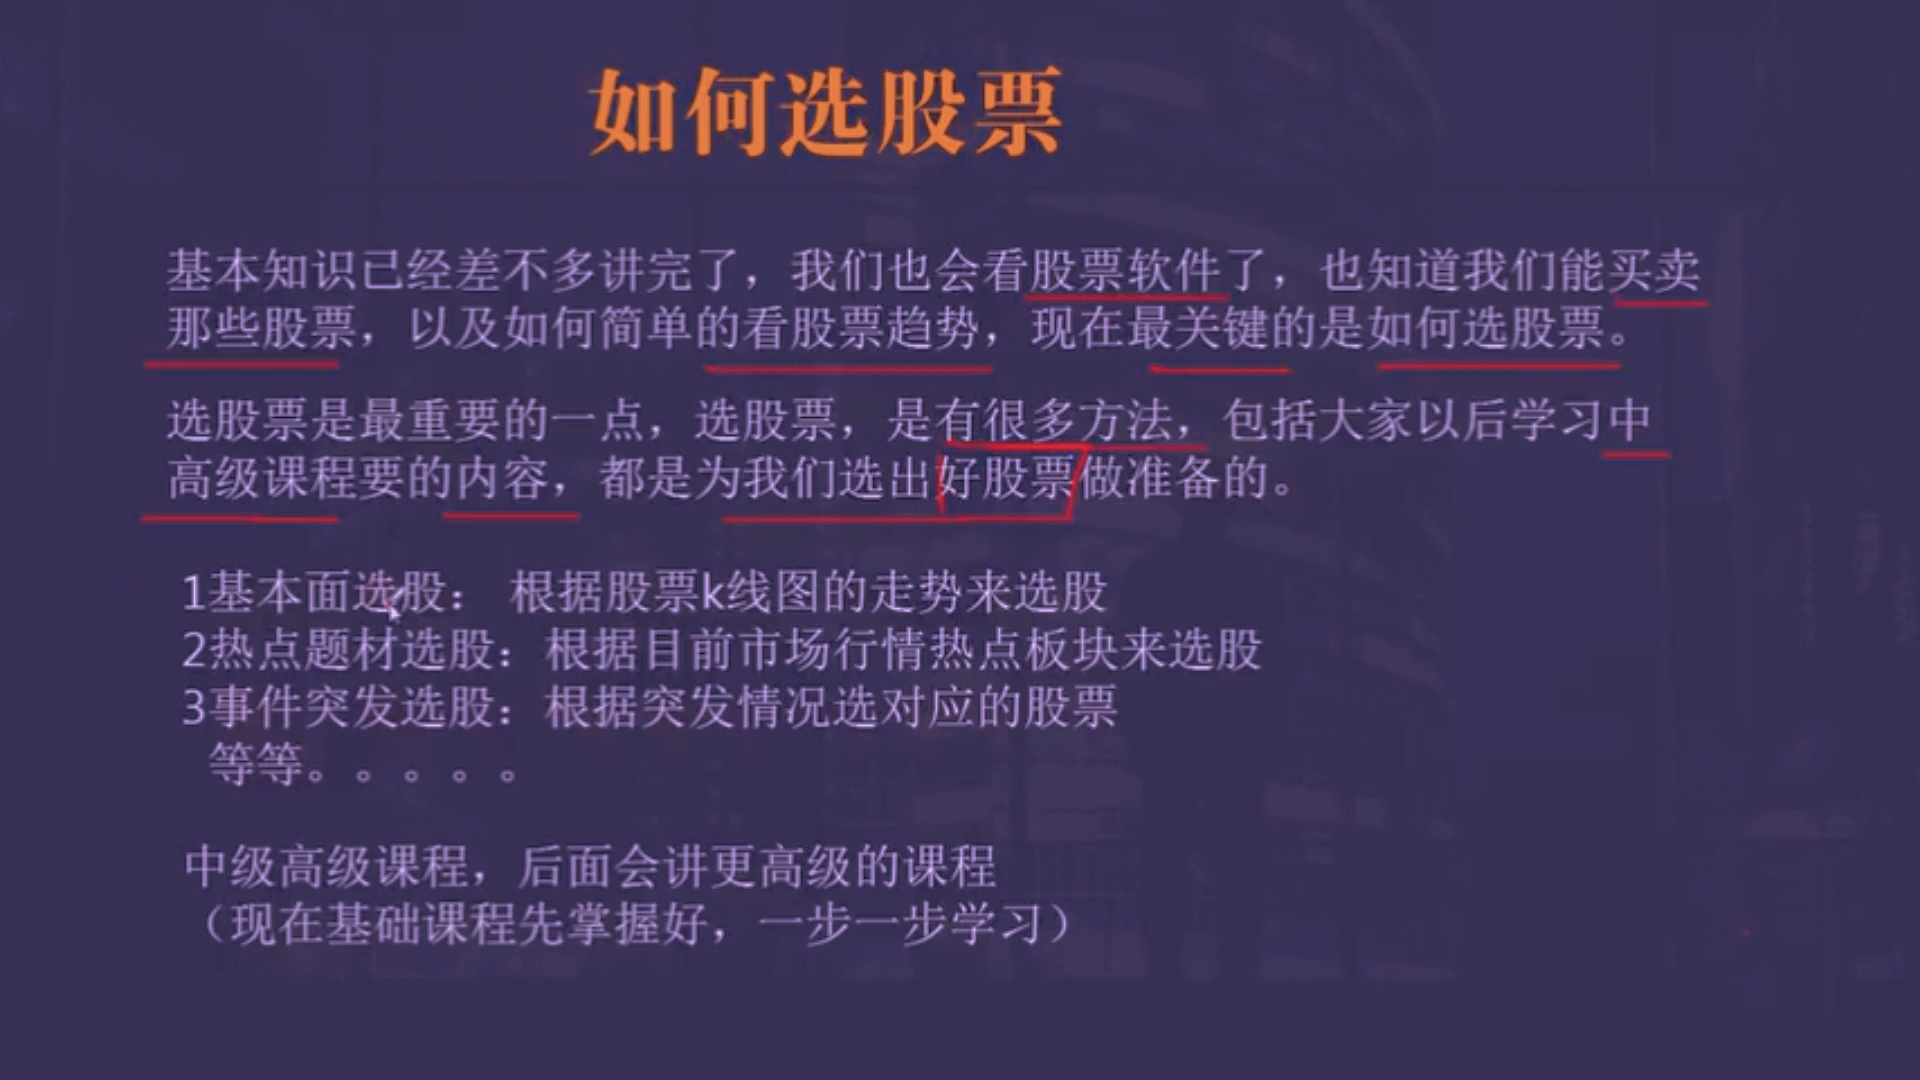 如何选股票
基本知识已经差不多讲完了，我们也会看股票软件了，也知道我们能买卖
那些股票，以及如何简单的看股票趋势，现在最关键的是如何选股票。
选股票是最重要的一点，选股票，是有很多方法，包括大家以后学习中
高级课程要的内容，都是为我们选出好股票做准备的。
1基本面选股： 根据股票k线图的走势来选股
2热点题材选股：根据目前市场行情热点板块来选股
3事件突发选股：根据突发情况选对应的股票
等等。。。。。
中级高级课程，后面会讲更高级的课程
（现在基础课程先掌握好，一步一步学习）